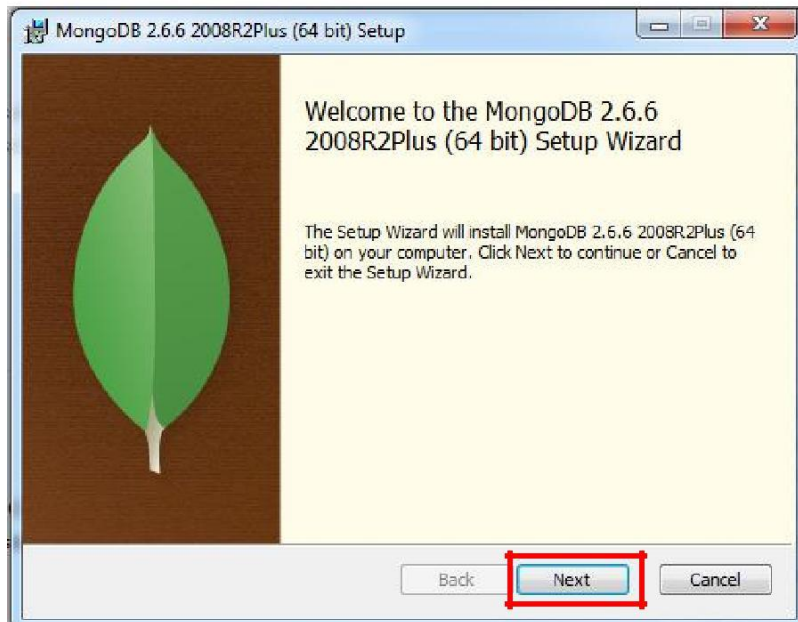 MongoDB 2.6.6 2008R2Plus (64 bit) Setup
Welcome to the MongoDB 2.6.6
2008R2Plus (64 bit) Setup Wizard
The Setup Wizard will install MongoDB 2.6.6 2008R2Plus (64
bit) on your computer. Click Next to continue or Cancel to
exit the Setup Wizard.
Back Next Cancel